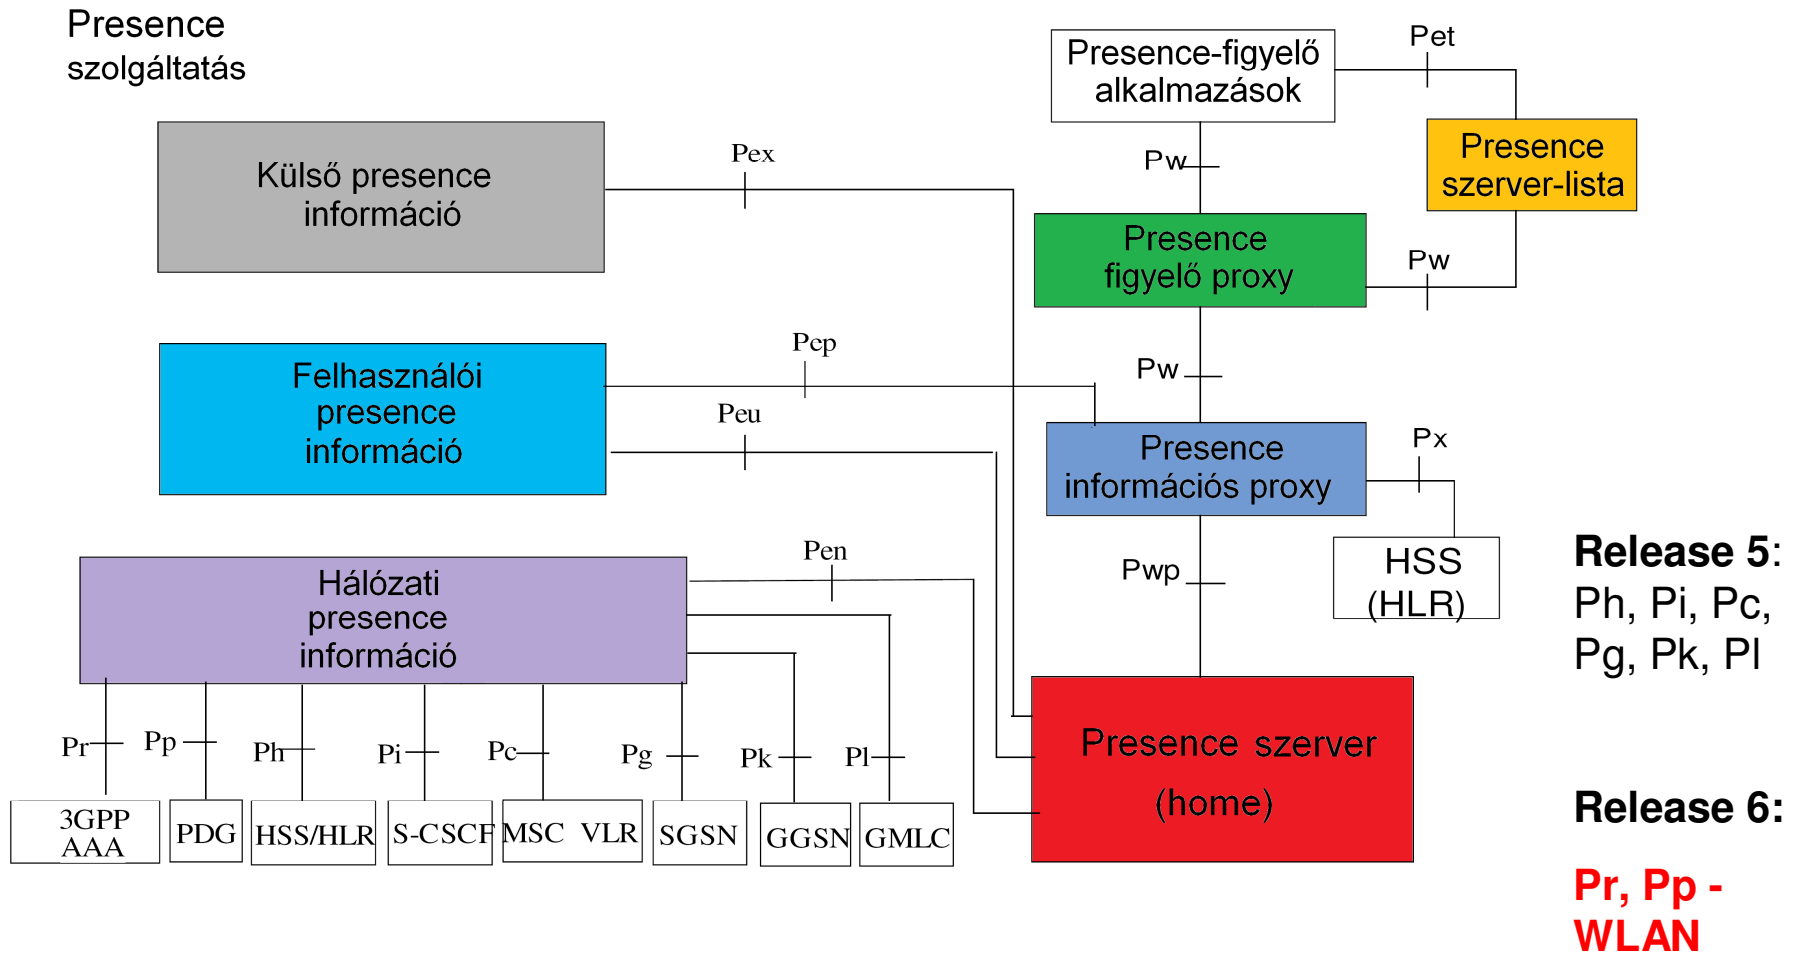 Presence
szolgáltatás
Presence-figyelő
alkalmazások
Pet
Presence
szerver-lista
Külső presence
információ
Pex
Pw
Presence
figyelő proxy
Pw
Felhasználói
presence
információ
Pep
Peu
Pw
Presence
információs proxy
Px
HSS
(HLR)
Hálózati
presence
információ
Pen
Pwp
Release 5:
Ph, Pi, Pc,
Pg, Pk, Pl
Pr
Pp
Ph
Pi
Pc
Pg
Pk
Pl
Presence szerver
(home)
3GPP
AAA
PDG
HSS/HLR
S-CSCF
MSC VLR
SGSN
GGSN
GMLC
Release 6:
Pr, Pp -
WLAN